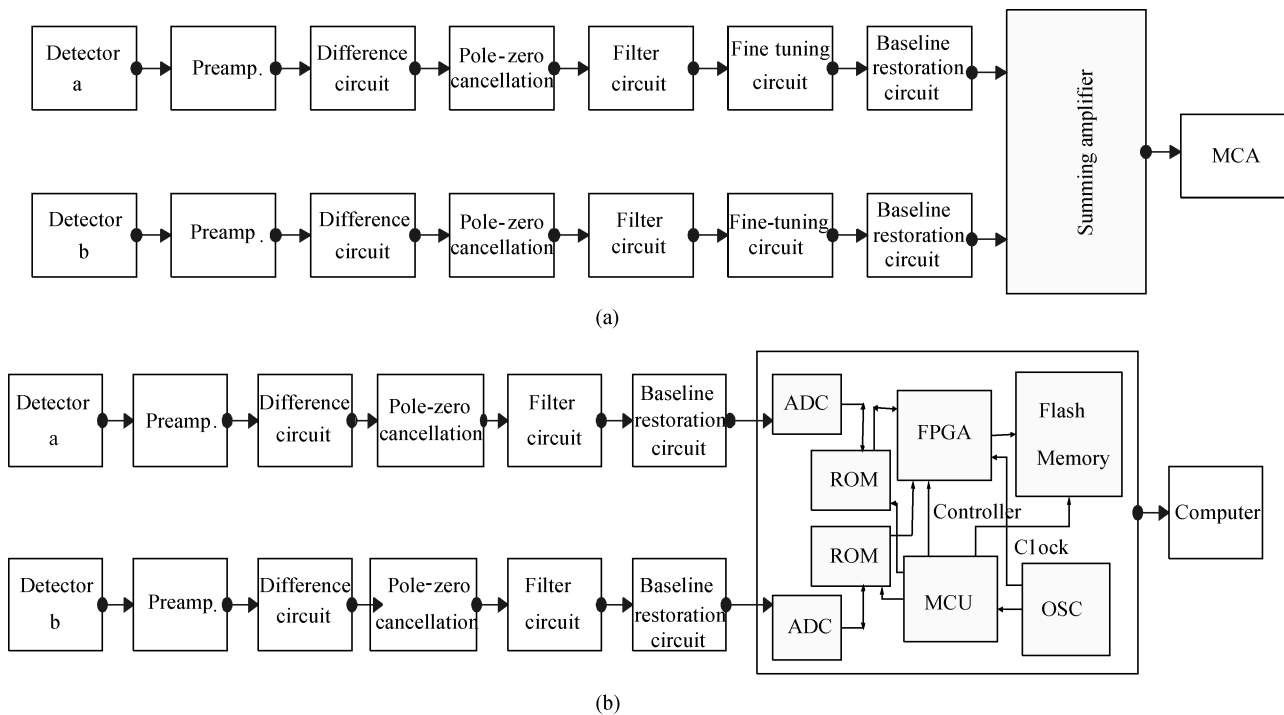 Detector
a
Preamp.
Difference
circuit
Pole-zero
cancellation
Filter
circuit
Fine tuning
circuit
Baseline
restoration
circuit
Summing amplifier
MCA
Detector
b
Preamp.
Difference
circuit
Pole-zero
cancellation
Filter
circuit
Fine-tuning
circuit
Baseline
restoration
circuit
(a)
Detector
a
Preamp.
Difference
circuit
Pole-zero
cancellation
Filter
circuit
Baseline
restoration
circuit
ADC
FPGA
Flash
Memory
ROM
Controller
Computer
ROM
Clock
MCU
OSC
ADC
Detector
b
Preamp.
Difference
circuit
Pole-zero
cancellation
Filter
circuit
Baseline
restoration
circuit
(b)